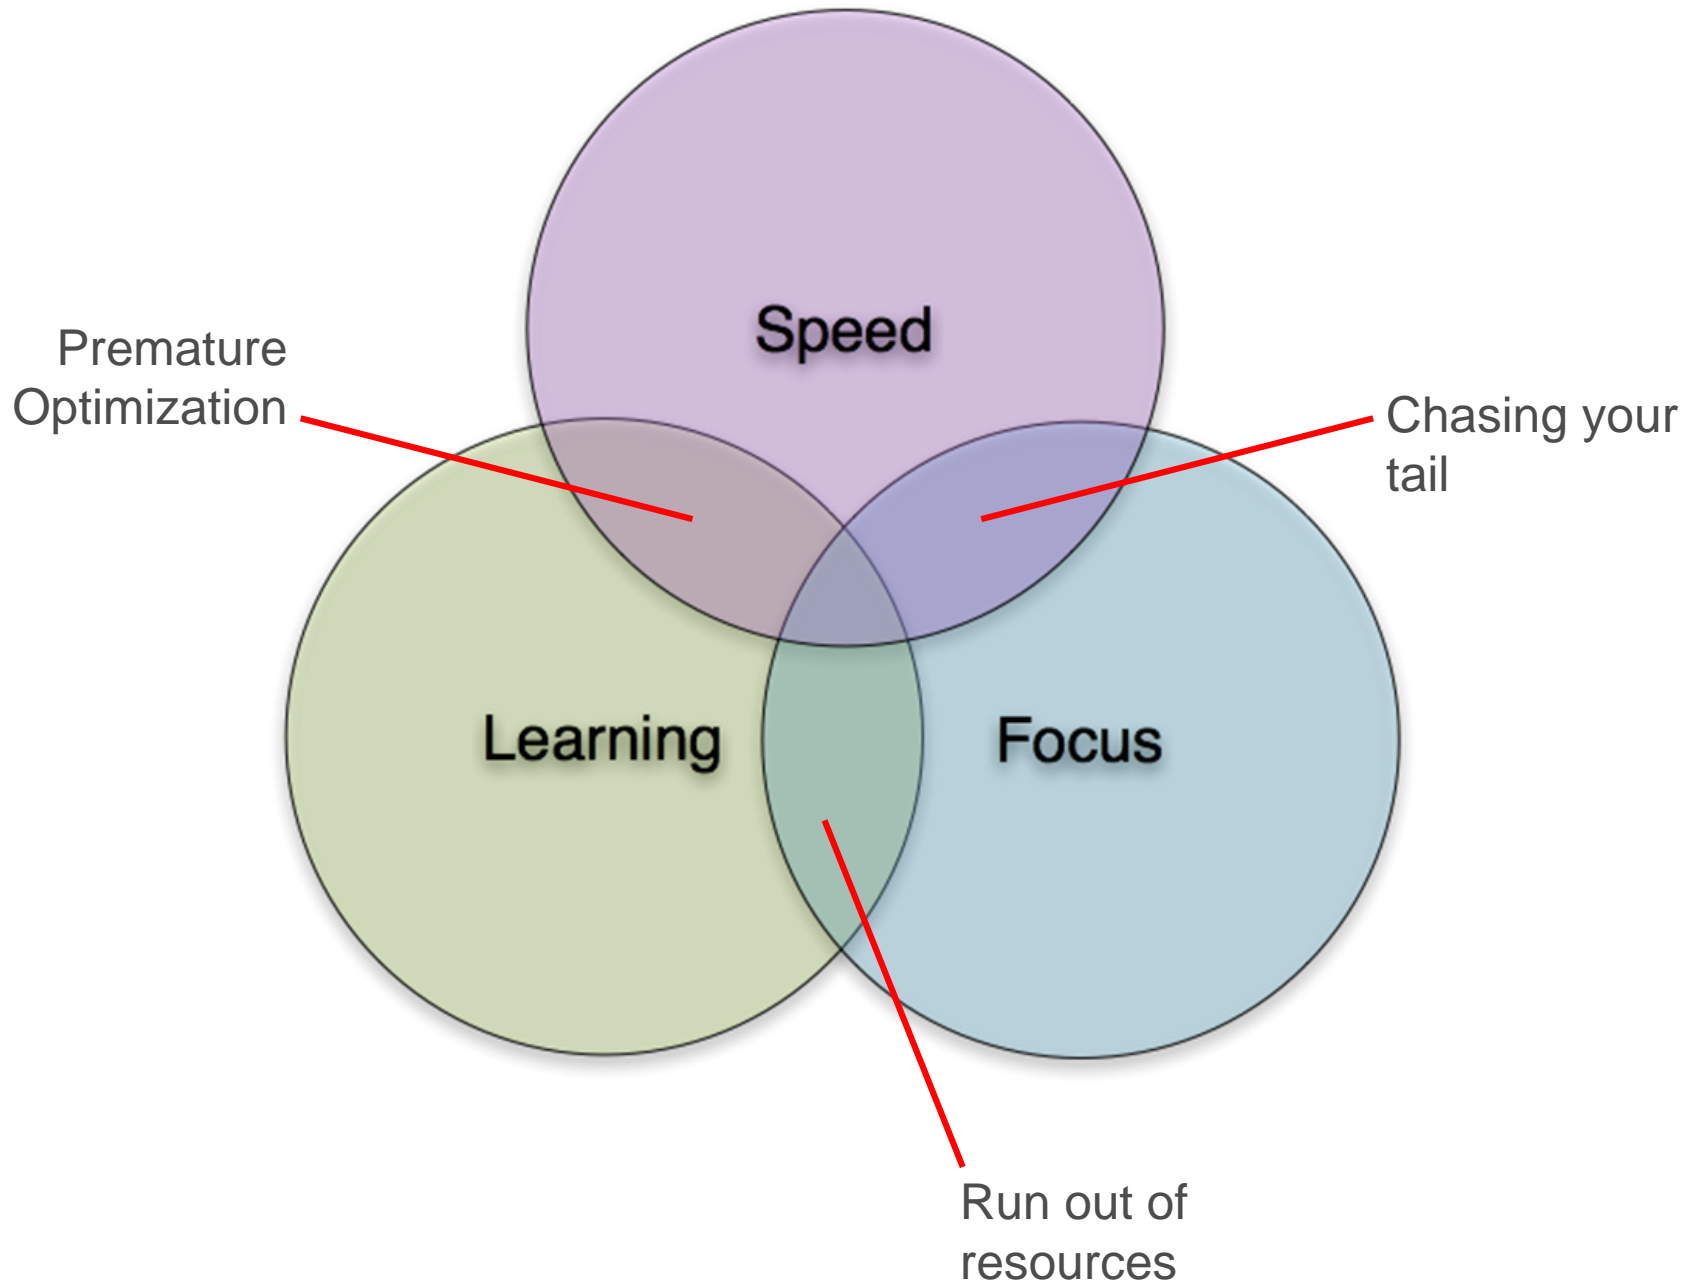 Speed
Premature
Optimization
Chasing your
tail
Learning
Focus
Run out of
resources